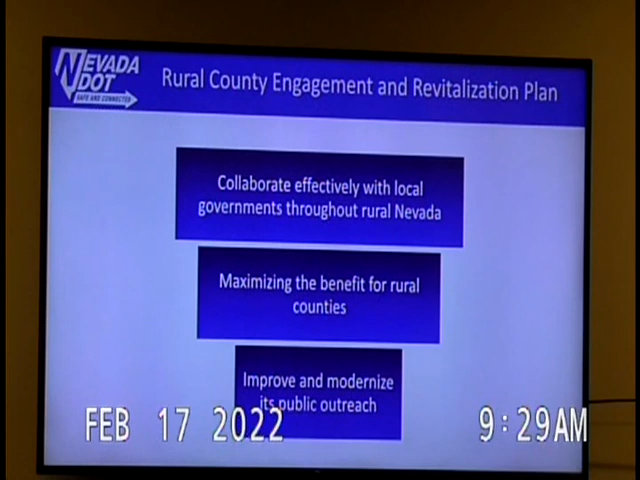 NEVADA
DOT
SAFE AND CONNECTED
Rural County Engagement and Revitalization Plan
Collaborate effectively with local
governments throughout rural Nevada
Maximizing the benefit for rural
counties
Improve and modernize
its public outreach
FEB 17 2022
9:29AM